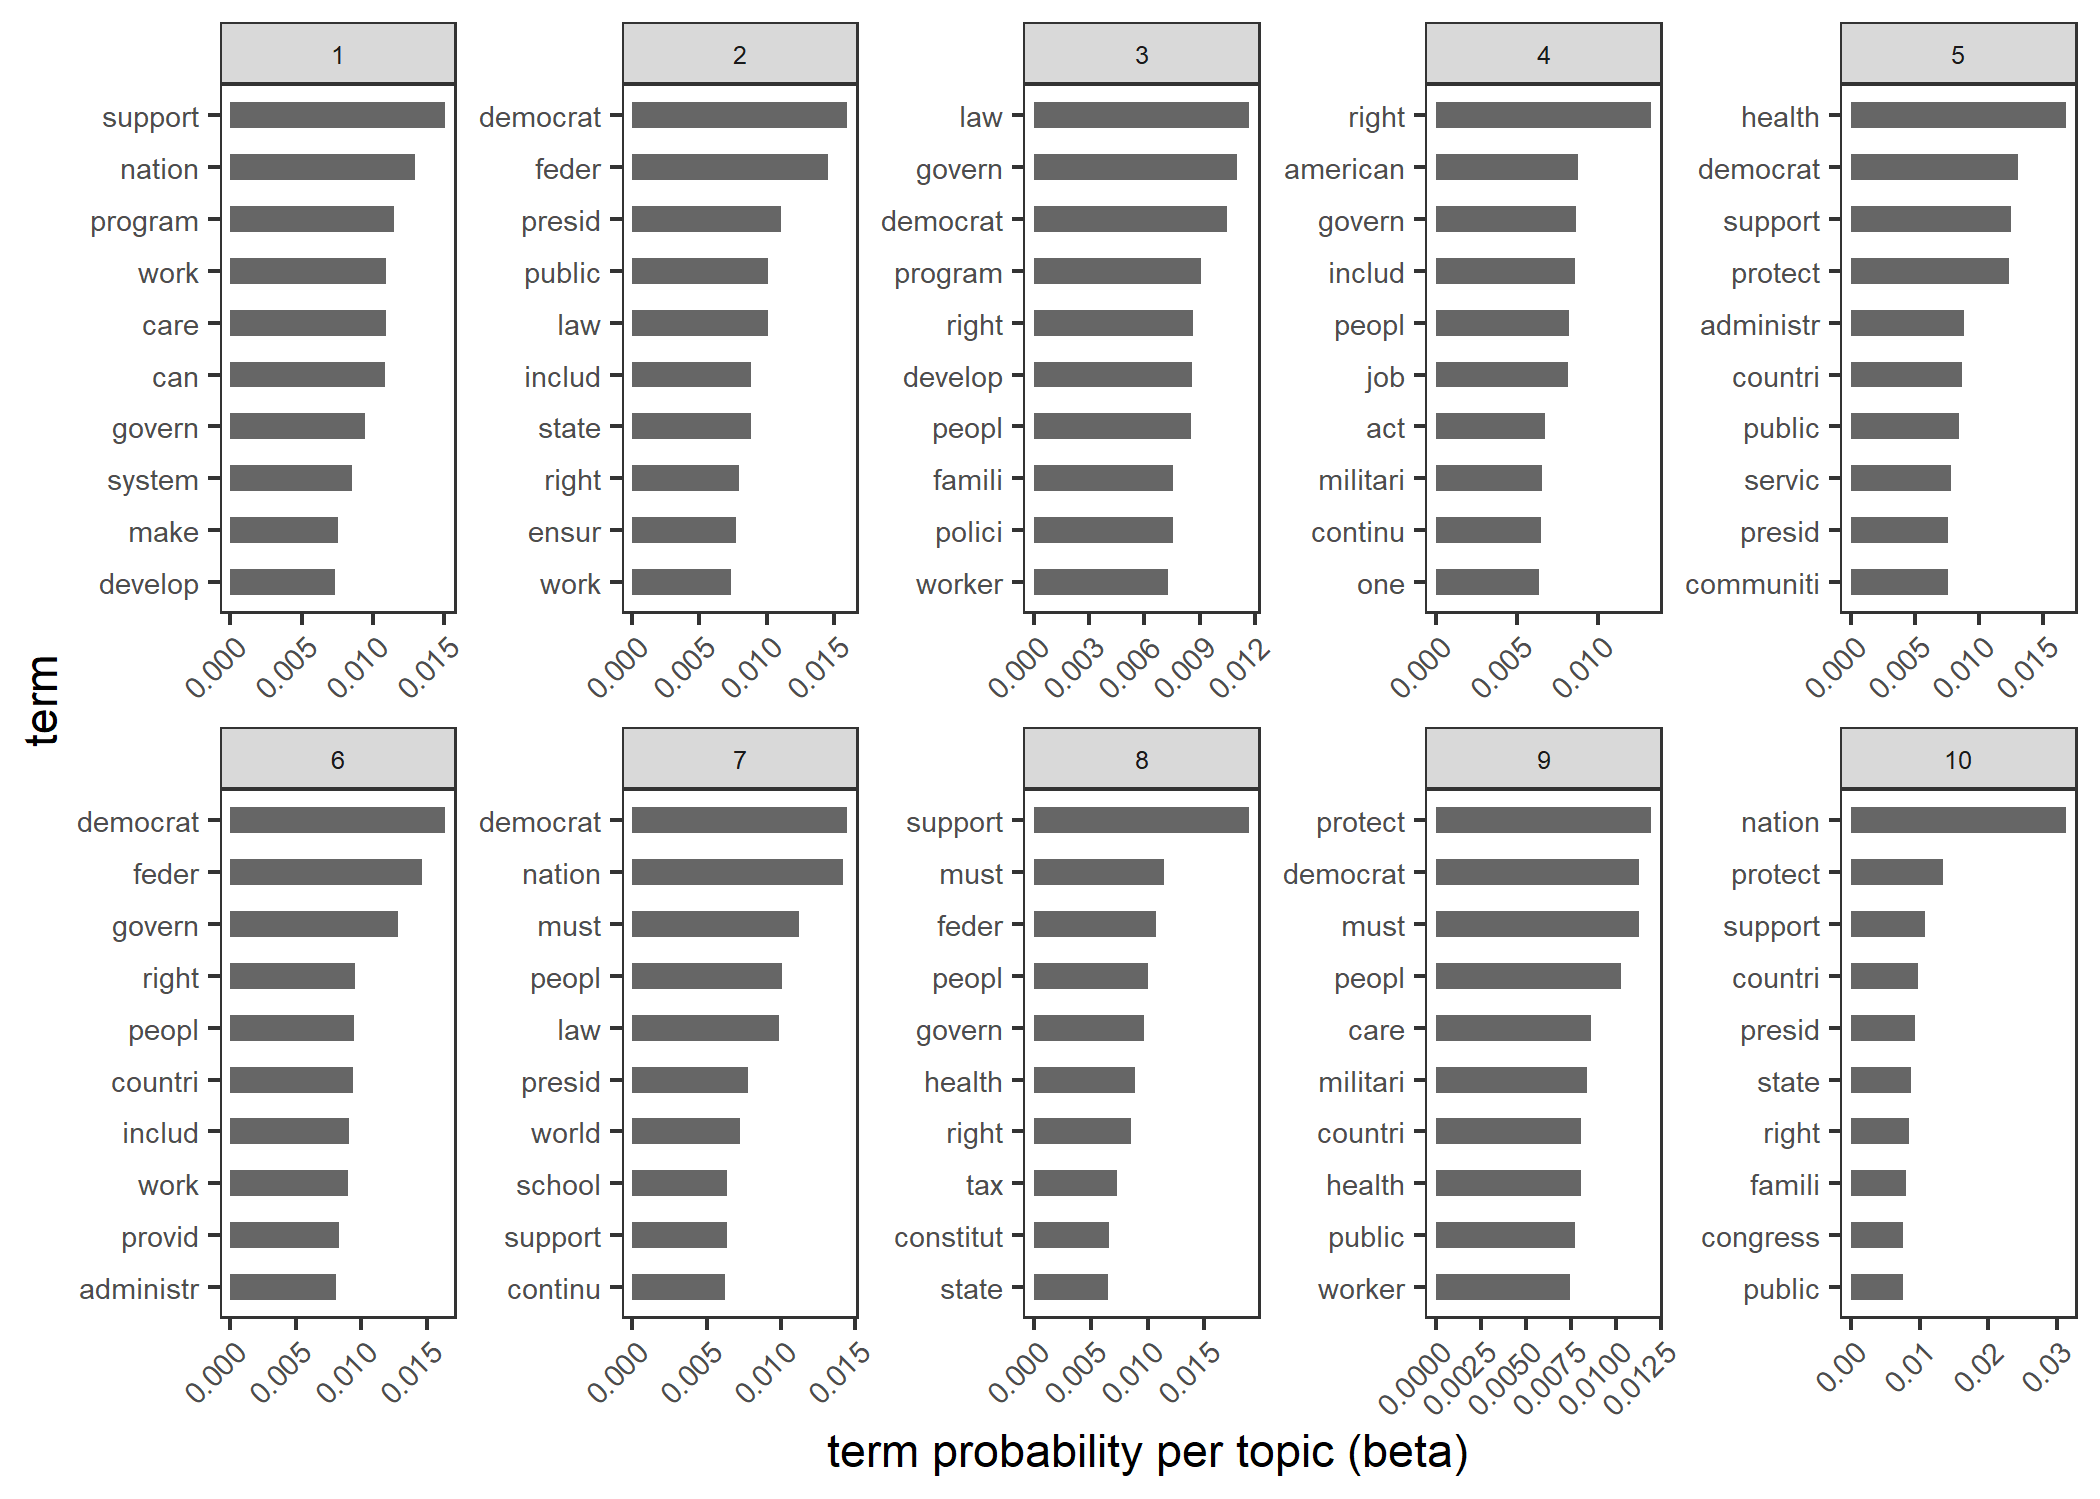 1
support
nation
program
work
care
can
govern
system
make
develop
0.000 0.005 0.010 0.015
2
democrat
feder
presid
public
law
includ
state
right
ensur
work
0.000 0.005 0.010 0.015
3
law
govern
democrat
program
right
develop
peopl
famili
polici
worker
0.000 0.003 0.006 0.009 0.012
4
right
american
govern
includ
peopl
job
act
militari
continu
one
0.000 0.005 0.010
5
health
democrat
support
protect
administr
countri
public
servic
presid
communiti
0.000 0.005 0.010 0.015
term
6
democrat
feder
govern
right
peopl
countri
includ
work
provid
administr
0.000 0.005 0.010 0.015
7
democrat
nation
must
peopl
law
presid
world
school
support
continu
0.000 0.005 0.010 0.015
8
support
must
feder
peopl
govern
health
right
tax
constitut
state
0.000 0.005 0.010 0.015
9
protect
democrat
must
peopl
care
militari
countri
health
public
worker
0.0000 0.0025 0.0050 0.0075 0.0100 0.0125
10
nation
protect
support
countri
presid
state
right
famili
congress
public
0.00 0.01 0.02 0.03
term probability per topic (beta)